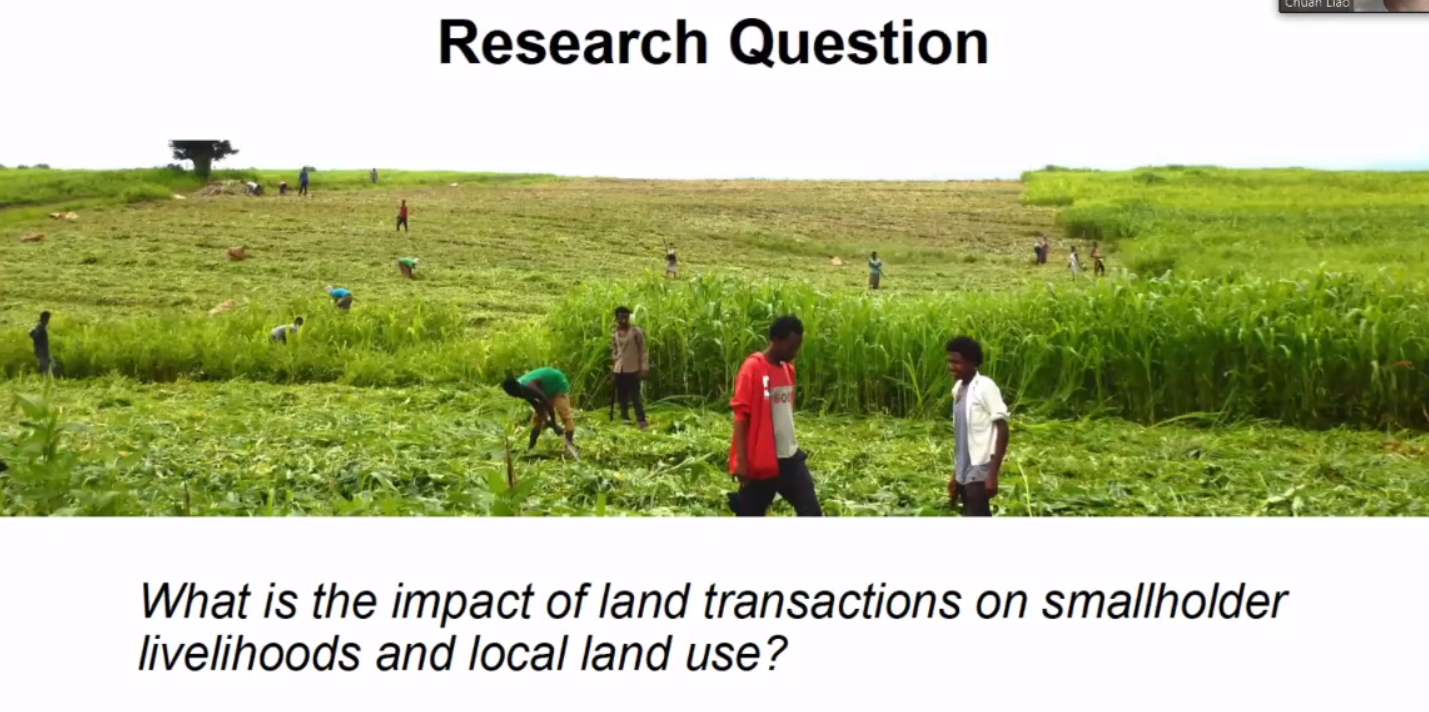 Chuan Liao
Research Question
What is the impact of land transactions on smallholder
livelihoods and local land use?